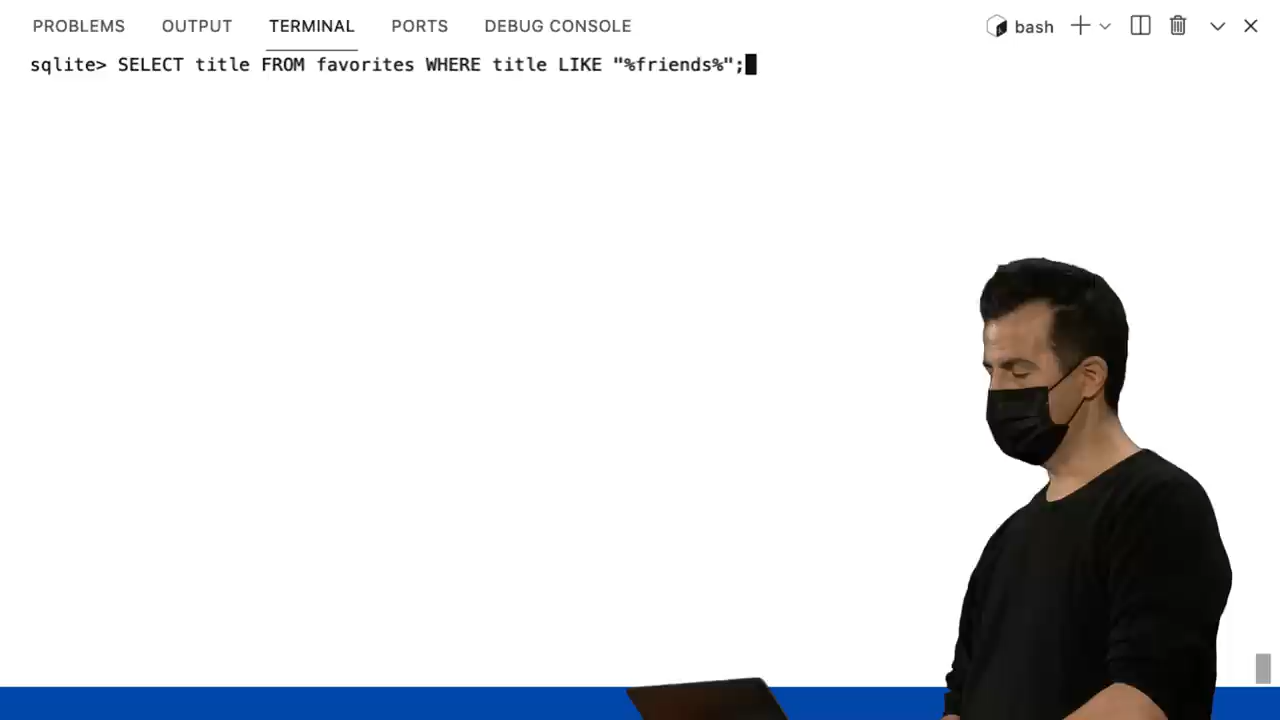 PROBLEMS OUTPUT TERMINAL PORTS DEBUG CONSOLE bash
sqlite> SELECT title FROM favorites WHERE title LIKE "%friends%";